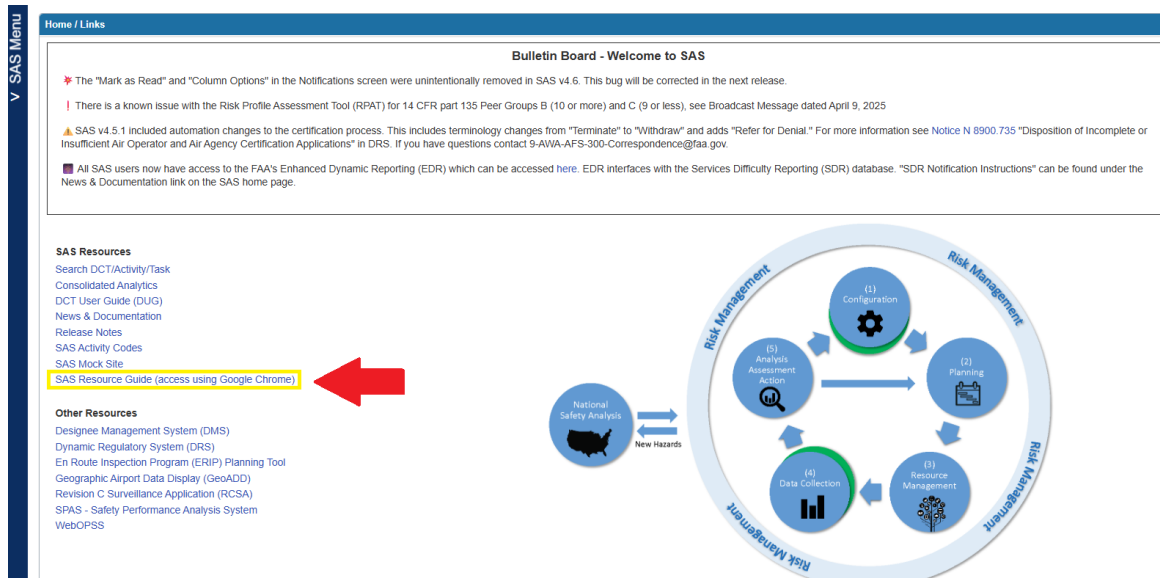 SAS Menu
Home / Links
Bulletin Board - Welcome to SAS
The "Mark as Read" and "Column Options" in the Notifications screen were unintentionally removed in SAS v4.6. This bug will be corrected in the next release.
There is a known issue with the Risk Profile Assessment Tool (RPAT) for 14 CFR part 135 Peer Groups B (10 or more) and C (9 or less), see Broadcast Message dated April 9, 2025
SAS v4.5.1 included automation changes to the certification process. This includes terminology changes from "Terminate" to "Withdraw" and adds "Refer for Denial." For more information see Notice N 8900.735 "Disposition of Incomplete or
Insufficient Air Operator and Air Agency Certification Applications" in DRS. If you have questions contact 9-AWA-AFS-300-Correspondence@faa.gov.
All SAS users now have access to the FAA's Enhanced Dynamic Reporting (EDR) which can be accessed here. EDR interfaces with the Services Difficulty Reporting (SDR) database. "SDR Notification Instructions" can be found under the
News & Documentation link on the SAS home page.
SAS Resources
Search DCT/Activity/Task
Consolidated Analytics
DCT User Guide (DUG)
News & Documentation
Release Notes
SAS Activity Codes
SAS Mock Site
SAS Resource Guide (access using Google Chrome)
Other Resources
Designee Management System (DMS)
Dynamic Regulatory System (DRS)
En Route Inspection Program (ERIP) Planning Tool
Geographic Airport Data Display (GeoADD)
Revision C Surveillance Application (RCSA)
SPAS - Safety Performance Analysis System
WebOPSS
National
Safety Analysis
New Hazards
Risk Management
Risk Management
Risk Management
Risk Management
(1)
Configuration
(2)
Planning
(3)
Resource
Management
(4)
Data Collection
(5)
Analysis
Assessment
Action